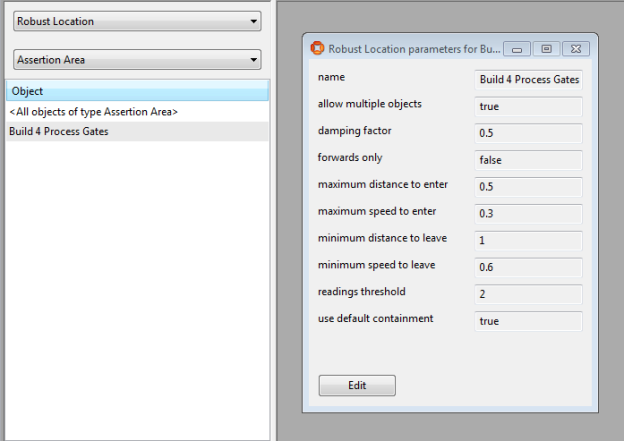 Robust Location
Assertion Area
Object
<All objects of type Assertion Area>
Build 4 Process Gates
Robust Location parameters for Bu...
name Build 4 Process Gates
allow multiple objects true
damping factor 0.5
forwards only false
maximum distance to enter 0.5
maximum speed to enter 0.3
minimum distance to leave 1
minimum speed to leave 0.6
readings threshold 2
use default containment true
Edit